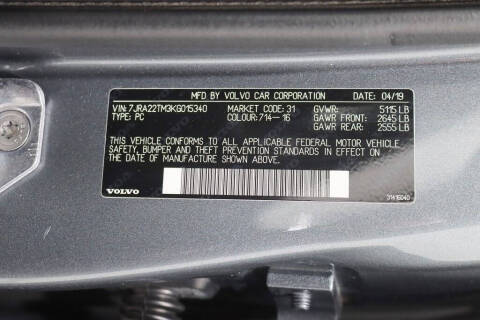 MFD BY VOLVO CAR CORPORATION DATE 04/19
VIN: 7JRA22TM3KG015340 MARKET CODE: 31 GVWR: 5115 LB
TYPE: PC COLOUR: 714-16 GAWR FRONT: 2645 LB
GAWR REAR: 2555 LB
THIS VEHICLE CONFORMS TO ALL APPLICABLE FEDERAL MOTOR VEHICLE
SAFETY, BUMPER AND THEFT PREVENTION STANDARDS IN EFFECT ON
THE DATE OF MANUFACTURE SHOWN ABOVE.
VOLVO 31416040